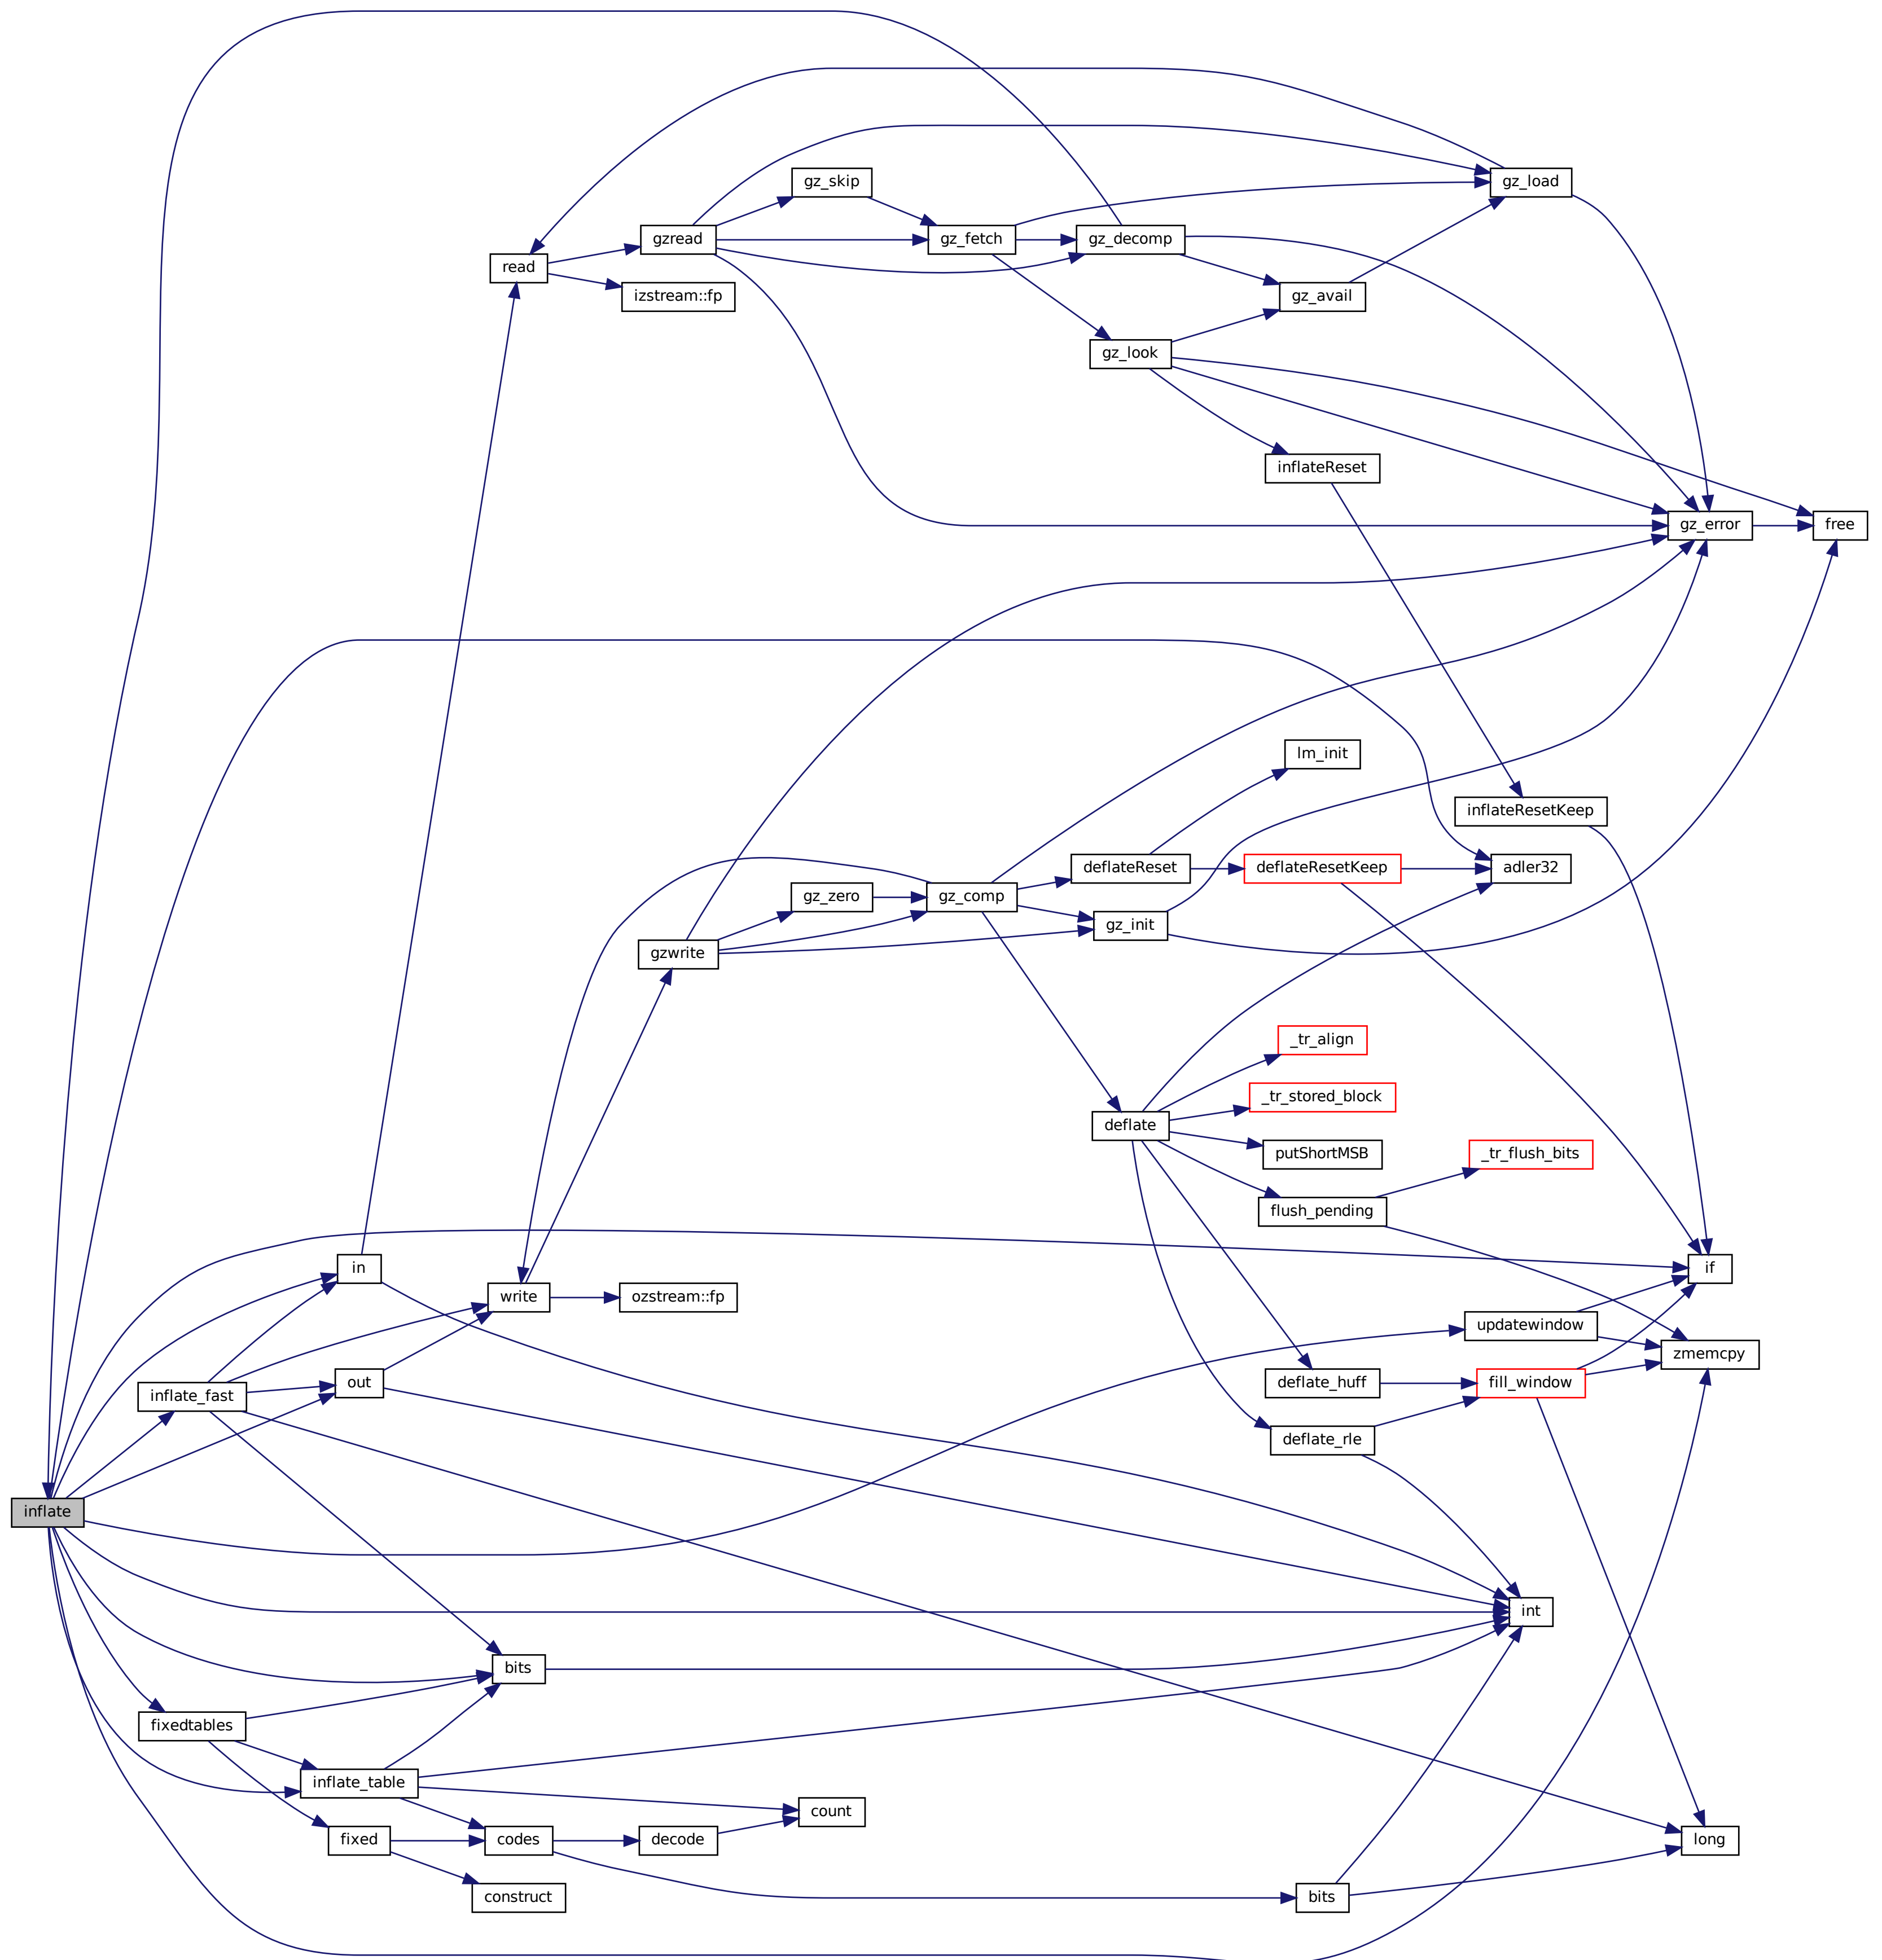 gz_skip
gz_load
gzread
gz_fetch
gz_decomp
read
izstream::fp
gz_avail
gz_look
inflateReset
gz_error
free
lm_init
inflateResetKeep
deflateReset
deflateResetKeep
adler32
gz_zero
gz_comp
gz_init
gzwrite
_tr_align
_tr_stored_block
deflate
putShortMSB
_tr_flush_bits
flush_pending
in
if
write
ozstream::fp
updatewindow
zmemcpy
inflate_fast
out
deflate_huff
fill_window
deflate_rle
inflate
int
bits
fixedtables
inflate_table
count
fixed
codes
decode
long
construct
bits